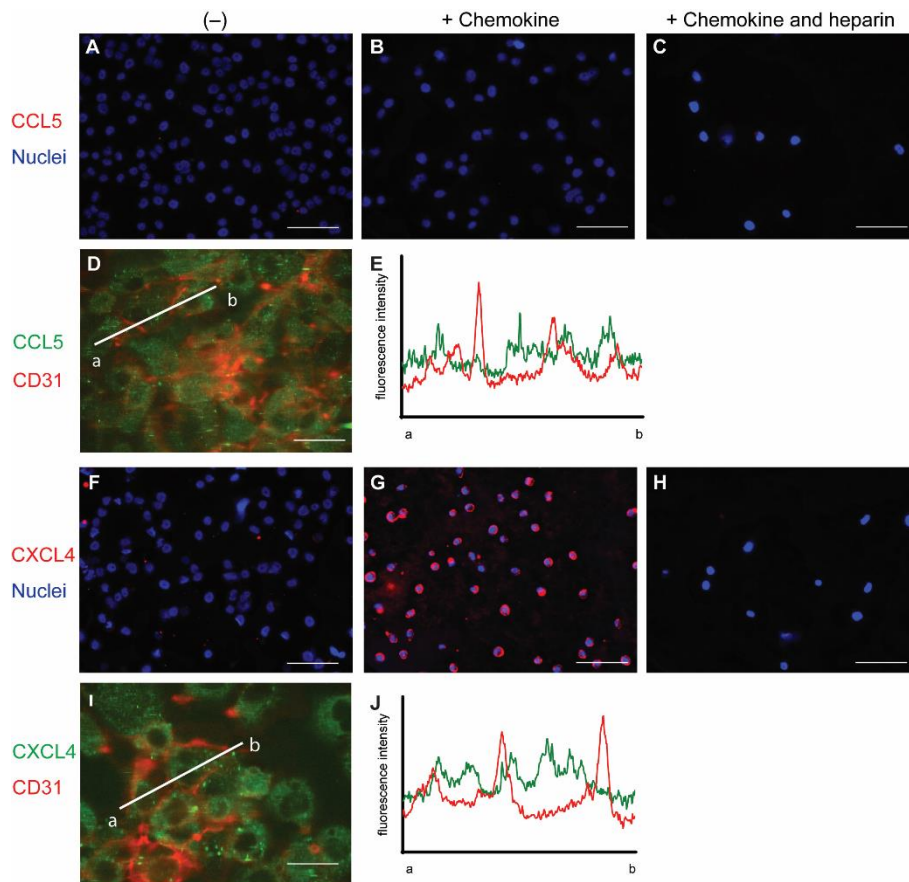 (–)
+ Chemokine
+ Chemokine and heparin
A
B
C
CCL5
Nuclei
D
b
a
E
fluorescence intensity
a
b
CCL5
CD31
F
G
H
CXCL4
Nuclei
I
b
a
J
fluorescence intensity
a
b
CXCL4
CD31